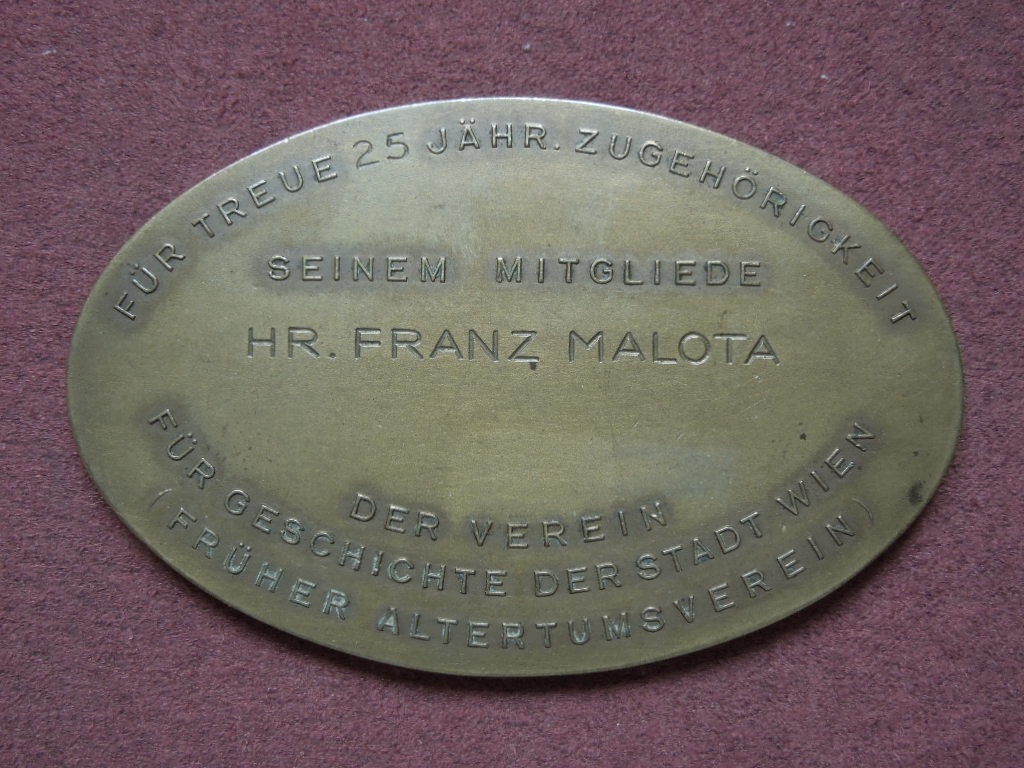 FÜR TREUE 25 JÄHR. ZUGEHÖRIGKEIT
SEINEM MITGLIEDE
HR. FRANZ MALOTA
DER VEREIN
FÜR GESCHICHTE DER STADT WIEN
(FRÜHER ALTERTUMSVEREIN)